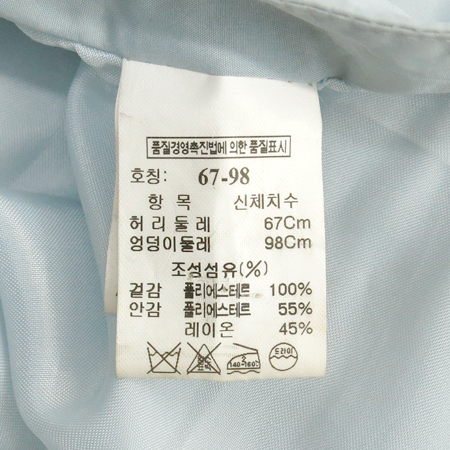 품질경영촉진법에 의한 품질표시
호칭: 67-98
항 목 신체치수
허리둘레 67Cm
엉덩이둘레 98Cm
조성섬유(%)
겉감 폴리에스테르 100%
안감 폴리에스테르 55%
레이온 45%
2 140-160℃ 드라이